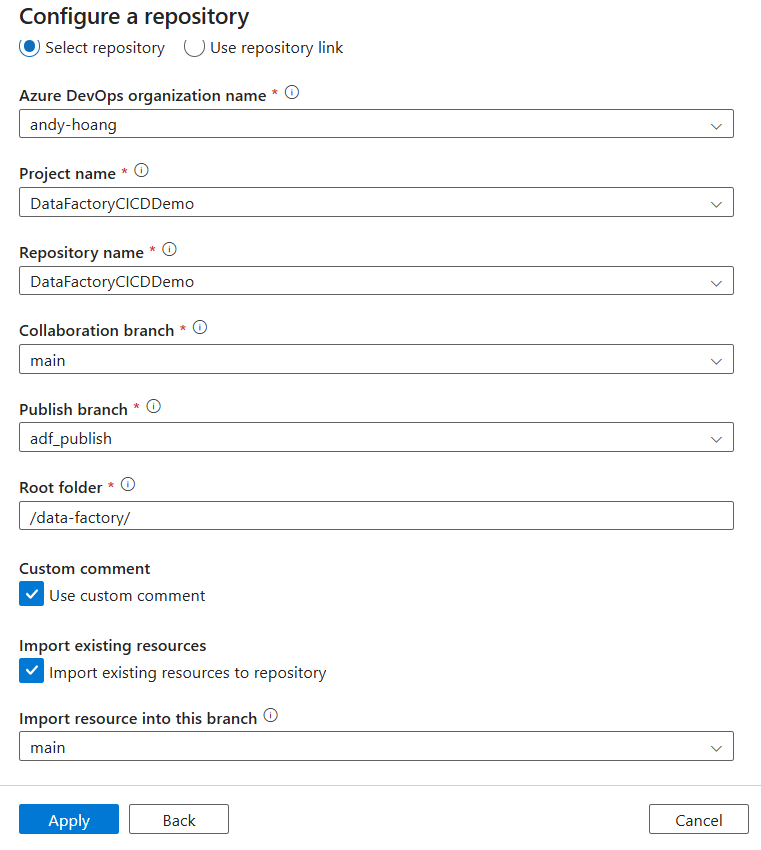 Configure a repository
Select repository Use repository link
Azure DevOps organization name *
andy-hoang
Project name *
DataFactoryCICDDemo
Repository name *
DataFactoryCICDDemo
Collaboration branch *
main
Publish branch *
adf_publish
Root folder *
/data-factory/
Custom comment
Use custom comment
Import existing resources
Import existing resources to repository
Import resource into this branch
main
Apply Back Cancel